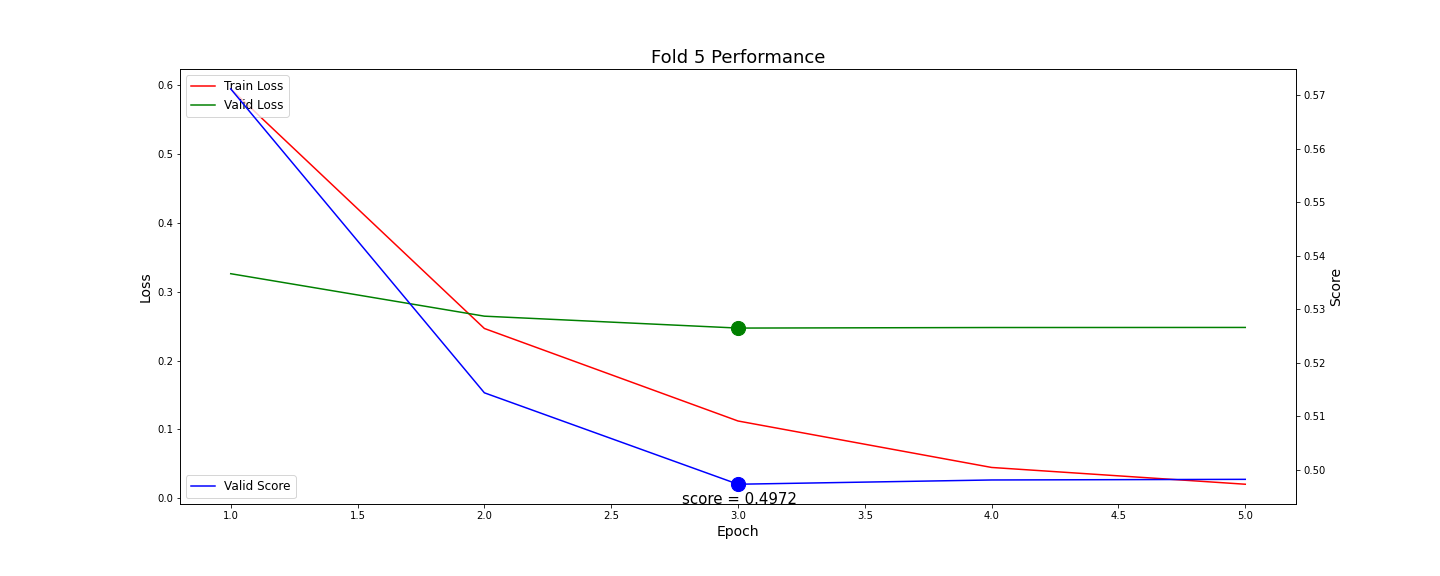 Fold 5 Performance
Train Loss
Valid Loss
Valid Score
0.6
0.5
0.4
0.3
0.2
0.1
0.0
Loss
0.57
0.56
0.55
0.54
0.53
0.52
0.51
0.50
Score
score = 0.4972
1.0 1.5 2.0 2.5 3.0 3.5 4.0 4.5 5.0
Epoch